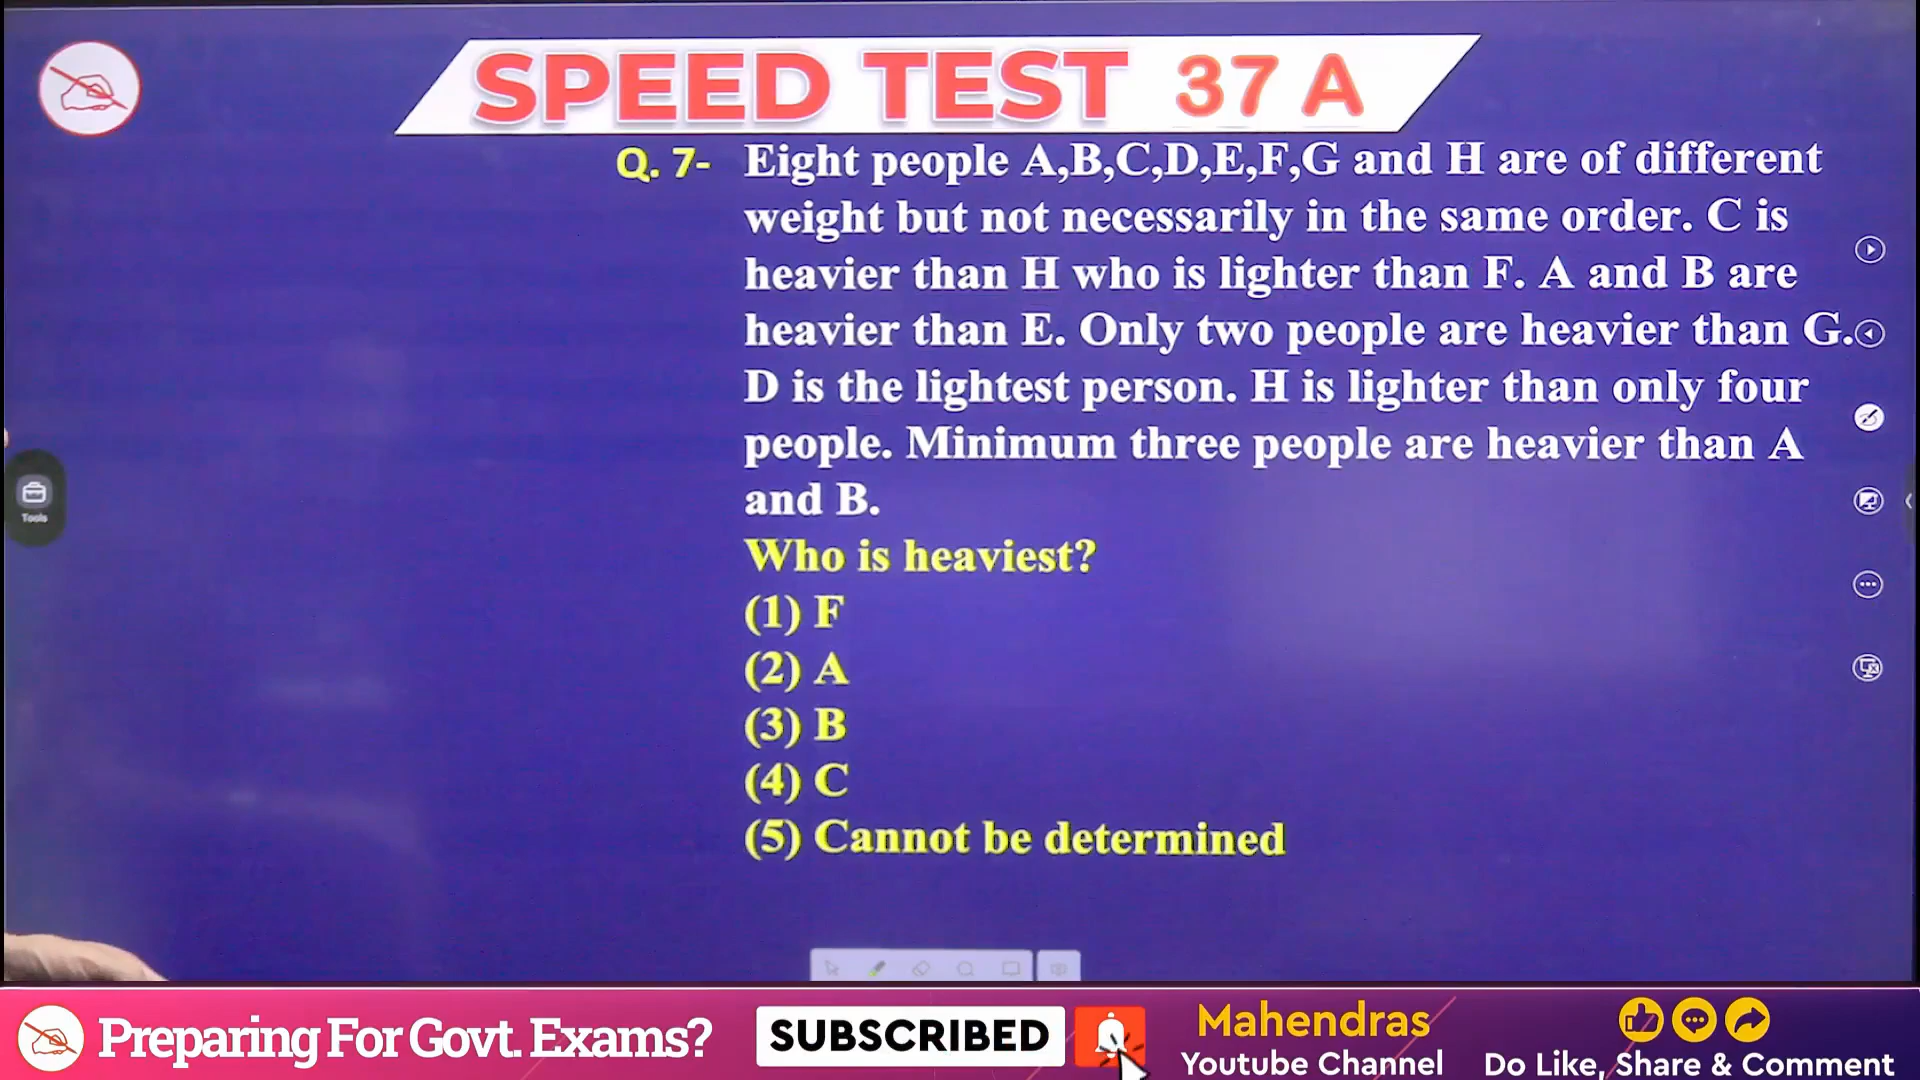 SPEED TEST 37 A
Q. 7- Eight people A,B,C,D,E,F,G and H are of different
weight but not necessarily in the same order. C is
heavier than H who is lighter than F. A and B are
heavier than E. Only two people are heavier than G.
D is the lightest person. H is lighter than only four
people. Minimum three people are heavier than A
and B.
Who is heaviest?
(1) F
(2) A
(3) B
(4) C
(5) Cannot be determined
Tools
Preparing For Govt. Exams?
SUBSCRIBED
Mahendras
Youtube Channel
Do Like, Share & Comment